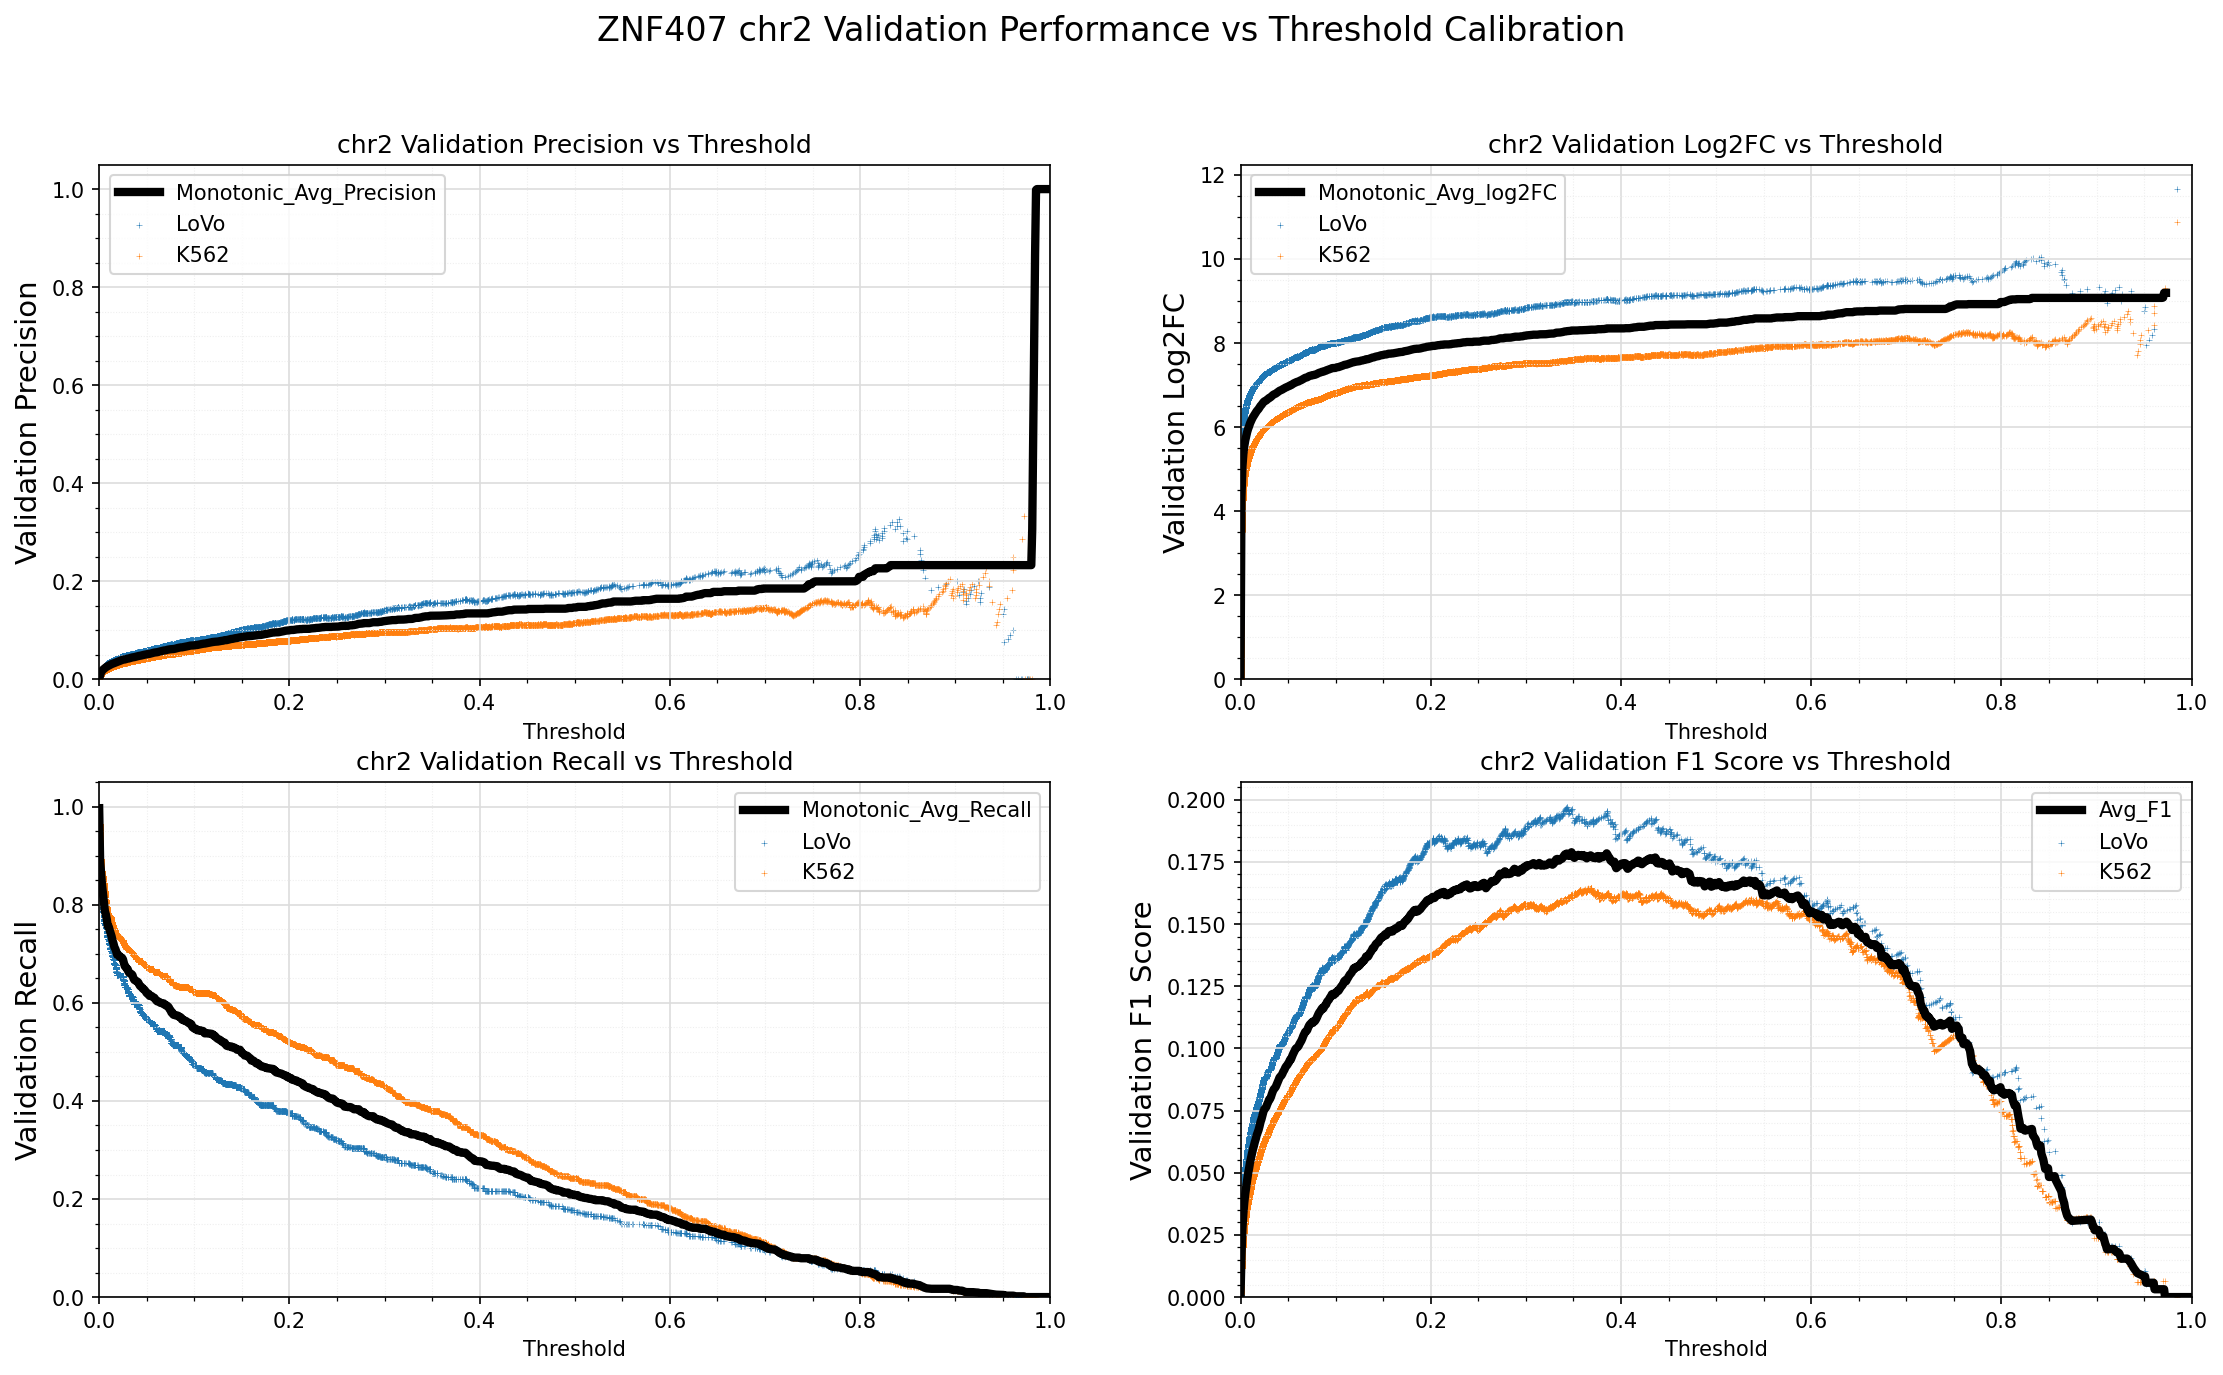 ZNF407 chr2 Validation Performance vs Threshold Calibration
chr2 Validation Precision vs Threshold
Validation Precision
1.0
0.8
0.6
0.4
0.2
0.0
Monotonic_Avg_Precision
LoVo
K562
0.0 0.2 0.4 0.6 0.8 1.0
Threshold
chr2 Validation Log2FC vs Threshold
Validation Log2FC
12
10
8
6
4
2
0
Monotonic_Avg_log2FC
LoVo
K562
0.0 0.2 0.4 0.6 0.8 1.0
Threshold
chr2 Validation Recall vs Threshold
Validation Recall
1.0
0.8
0.6
0.4
0.2
0.0
Monotonic_Avg_Recall
LoVo
K562
0.0 0.2 0.4 0.6 0.8 1.0
Threshold
chr2 Validation F1 Score vs Threshold
Validation F1 Score
0.200
0.175
0.150
0.125
0.100
0.075
0.050
0.025
0.000
Avg_F1
LoVo
K562
0.0 0.2 0.4 0.6 0.8 1.0
Threshold